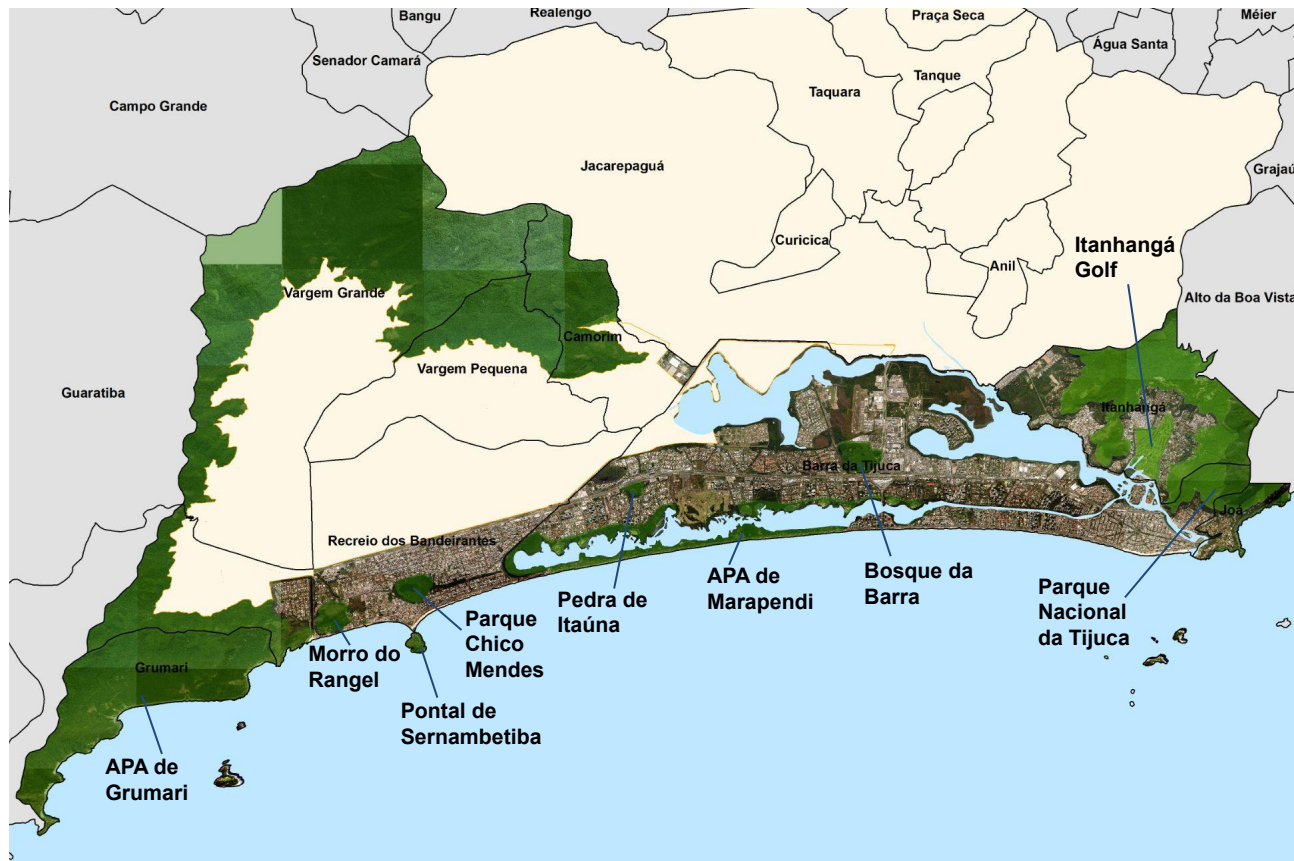 Bangu
Realengo
Praça Seca
Méier
Senador Camará
Água Santa
Tanque
Taquara
Campo Grande
Jacarepaguá
Grajaú
Curicica
Itanhangá
Golf
Anil
Vargem Grande
Alto da Boa Vista
Camorim
Vargem Pequena
Guaratiba
Itanhangá
Barra da Tijuca
Joá
Recreio dos Bandeirantes
Pedra de
Itaúna
APA de
Marapendi
Bosque da
Barra
Parque
Nacional
da Tijuca
Parque
Chico
Mendes
Morro do
Rangel
Grumari
Pontal de
Sernambetiba
APA de
Grumari